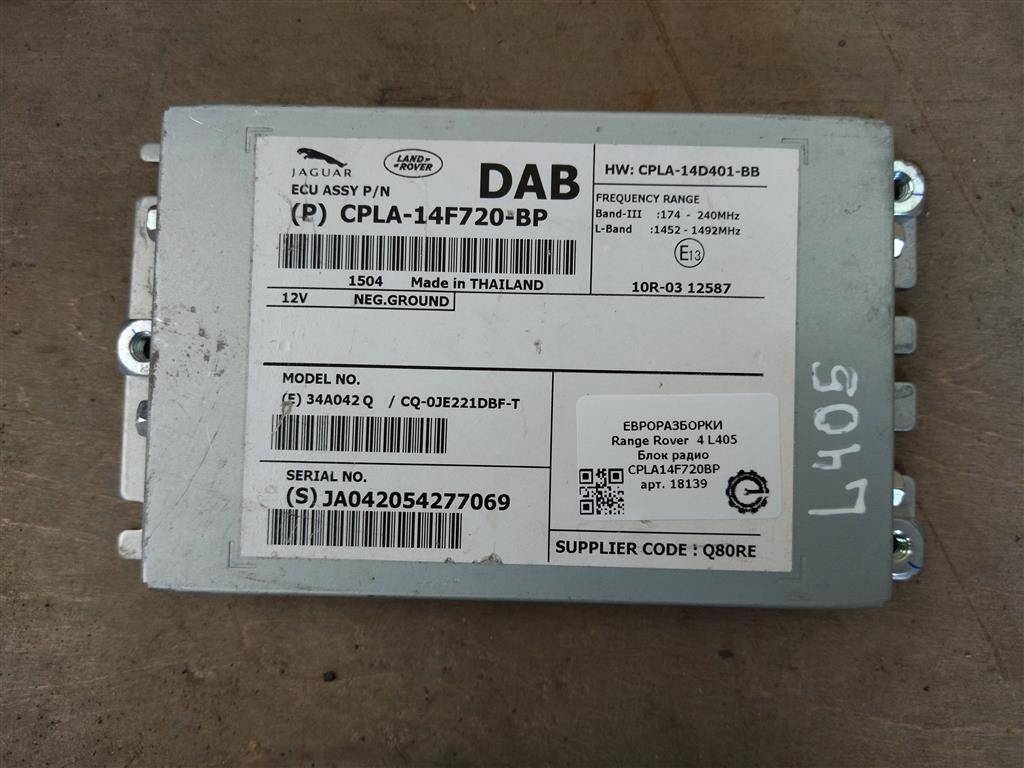 JAGUAR
LAND-
-ROVER
DAB
ECU ASSY P/N
(P) CPLA-14F720-BP
1504 Made in THAILAND
12V NEG.GROUND
HW: CPLA-14D401-BB
FREQUENCY RANGE
Band-III :174 - 240MHz
L-Band :1452 - 1492MHz
E13
10R-03 12587
MODEL NO.
(F) 34A042 Q / CQ-0JE221DBF-T
SERIAL NO.
(S) JA042054277069
ЕВРОРАЗБОРКИ
Range Rover 4 L405
Блок радио
CPLA14F720BP
арт. 18139
SUPPLIER CODE : Q80RE
L405